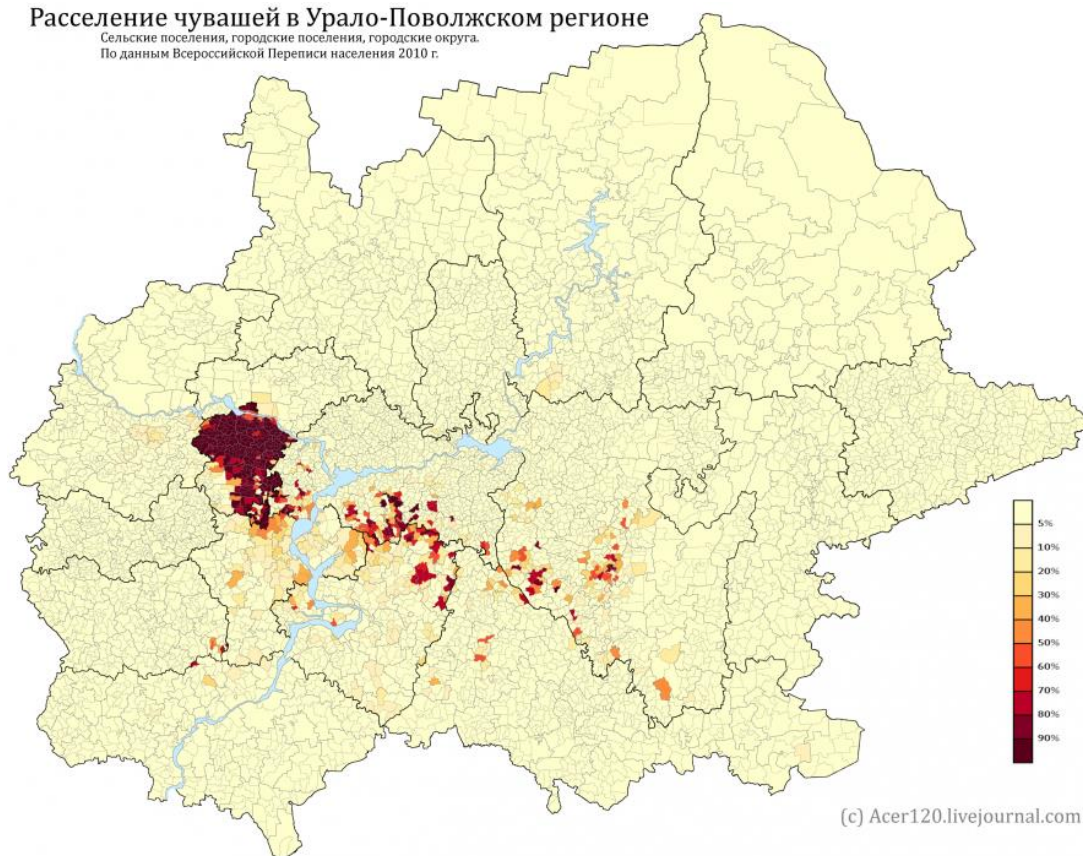 Расселение чувашей в Урало-Поволжском регионе
Сельские поселения, городские поселения, городские округа.
По данным Всероссийской Переписи населения 2010 г.
5%
10%
20%
30%
40%
50%
60%
70%
80%
90%
(c) Acer120.livejournal.com